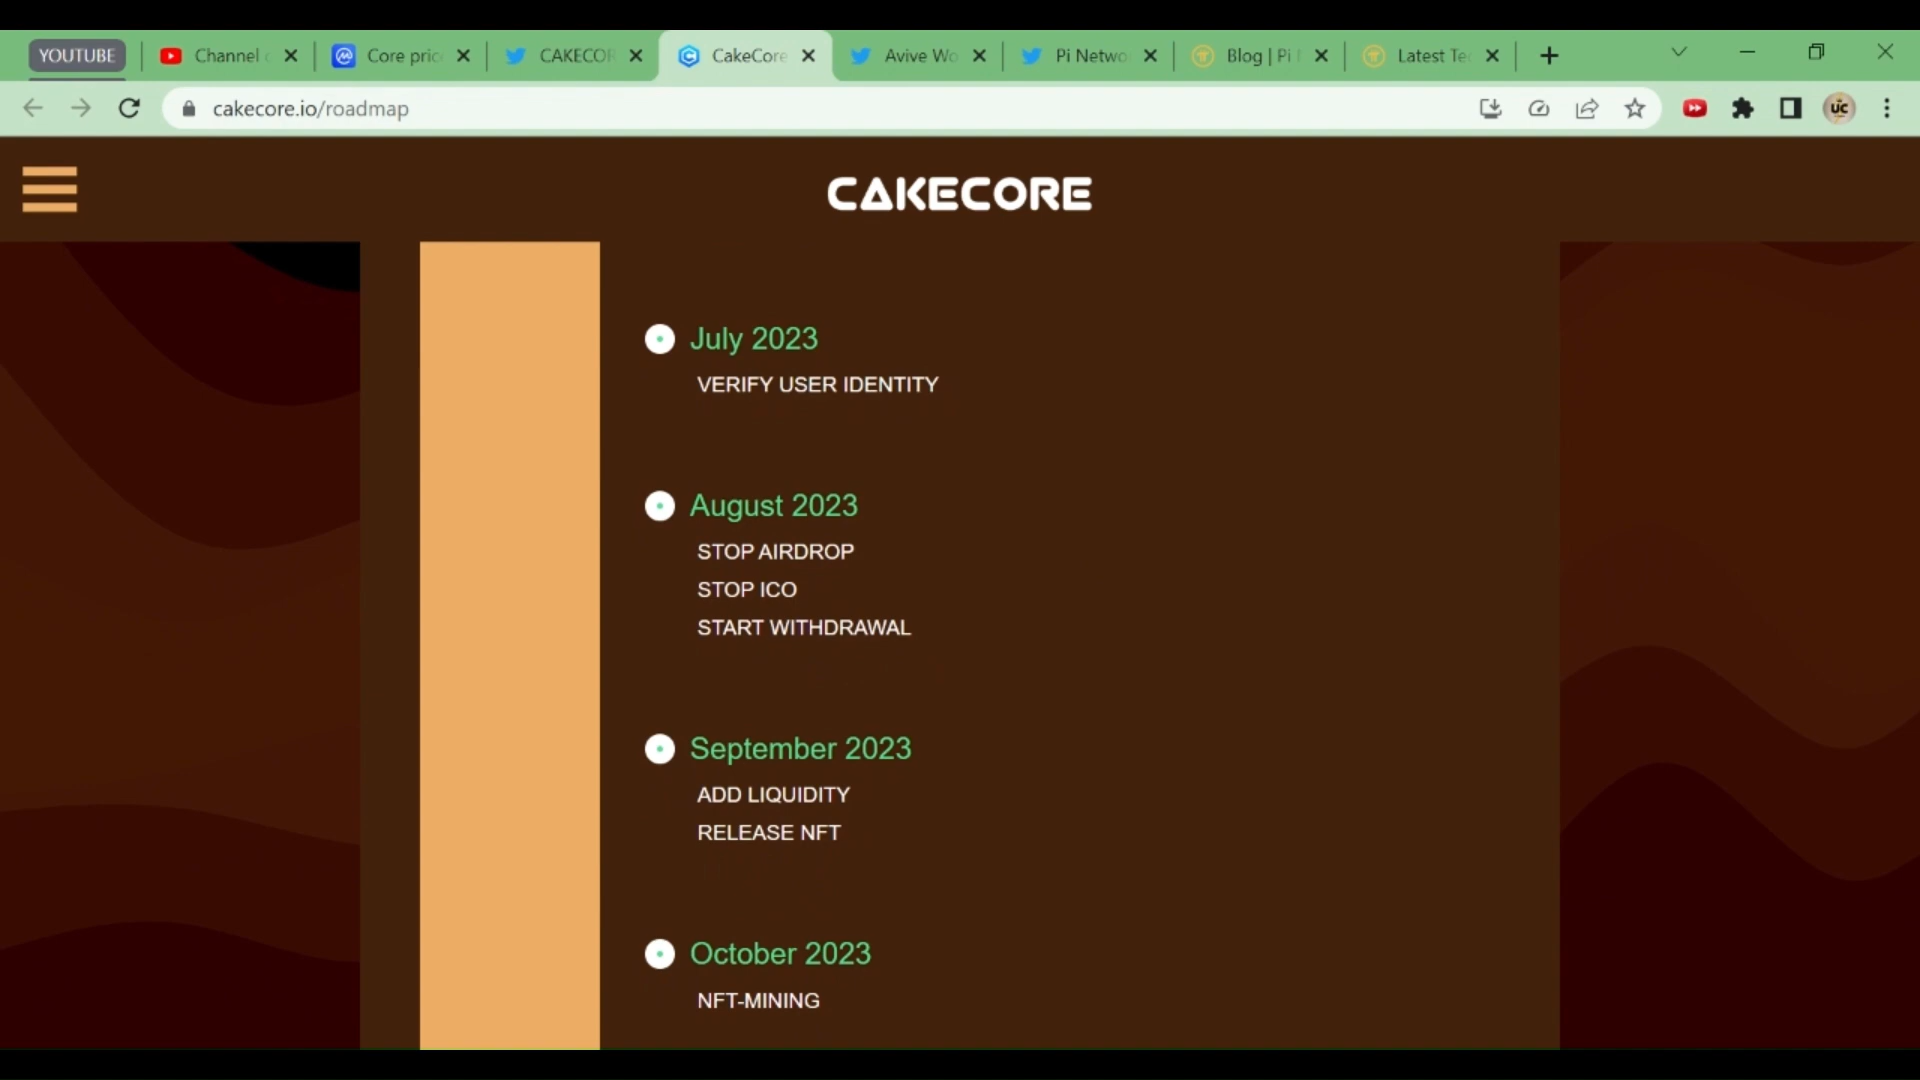 YOUTUBE
Channel
Core pric
CAKECOR
CakeCore
Avive Wo
Pi Netwo
Blog | Pi
Latest Te
cakecore.io/roadmap
UC
CAKECORE
July 2023
VERIFY USER IDENTITY
August 2023
STOP AIRDROP
STOP ICO
START WITHDRAWAL
September 2023
ADD LIQUIDITY
RELEASE NFT
October 2023
NFT-MINING